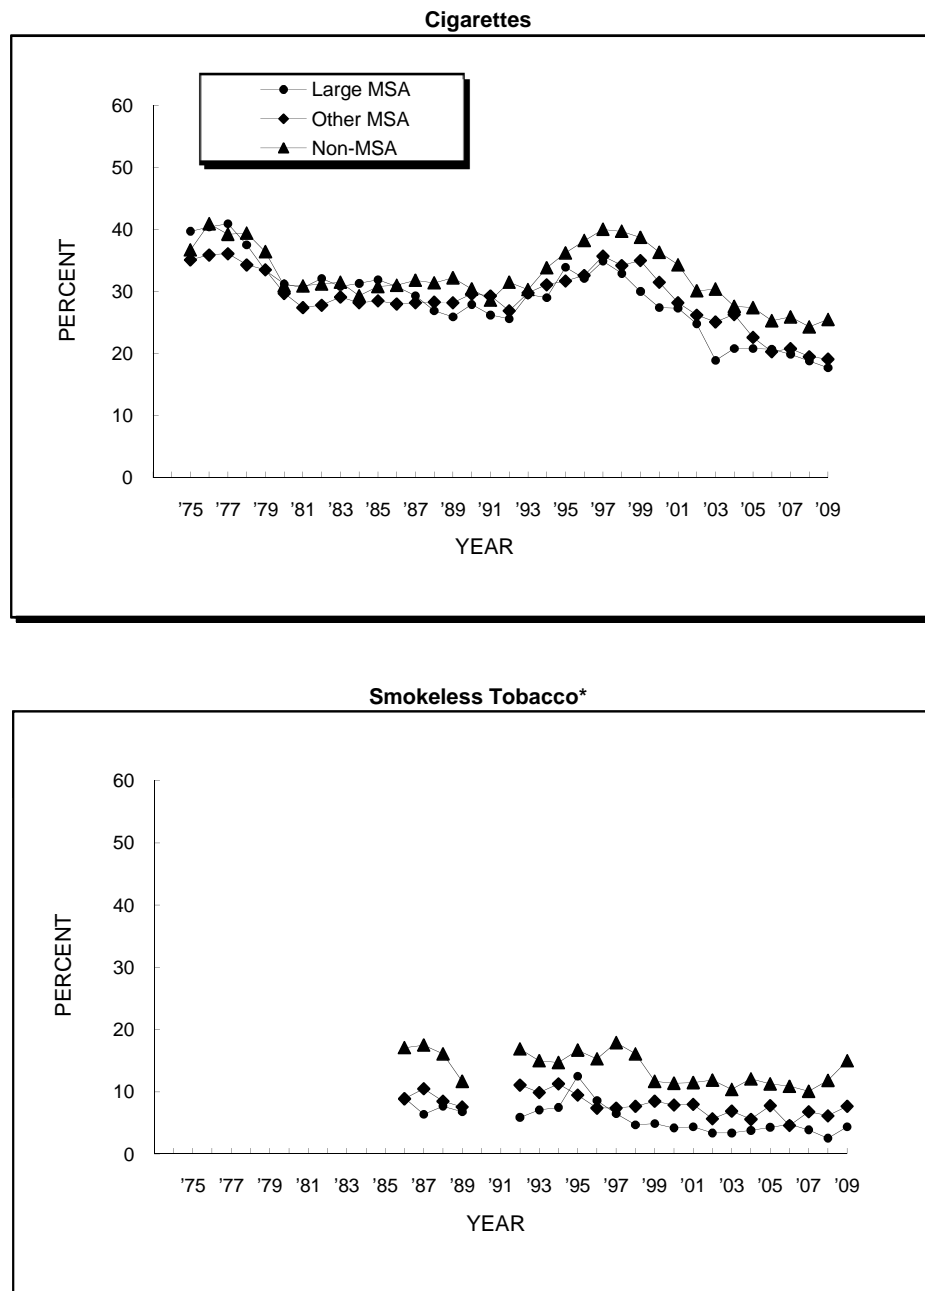 Cigarettes
Large MSA
Other MSA
Non-MSA
60
50
40
30
20
10
0
PERCENT
'75 '77 '79 '81 '83 '85 '87 '89 '91 '93 '95 '97 '99 '01 '03 '05 '07 '09
YEAR
Smokeless Tobacco*
60
50
40
30
20
10
0
PERCENT
'75 '77 '79 '81 '83 '85 '87 '89 '91 '93 '95 '97 '99 '01 '03 '05 '07 '09
YEAR